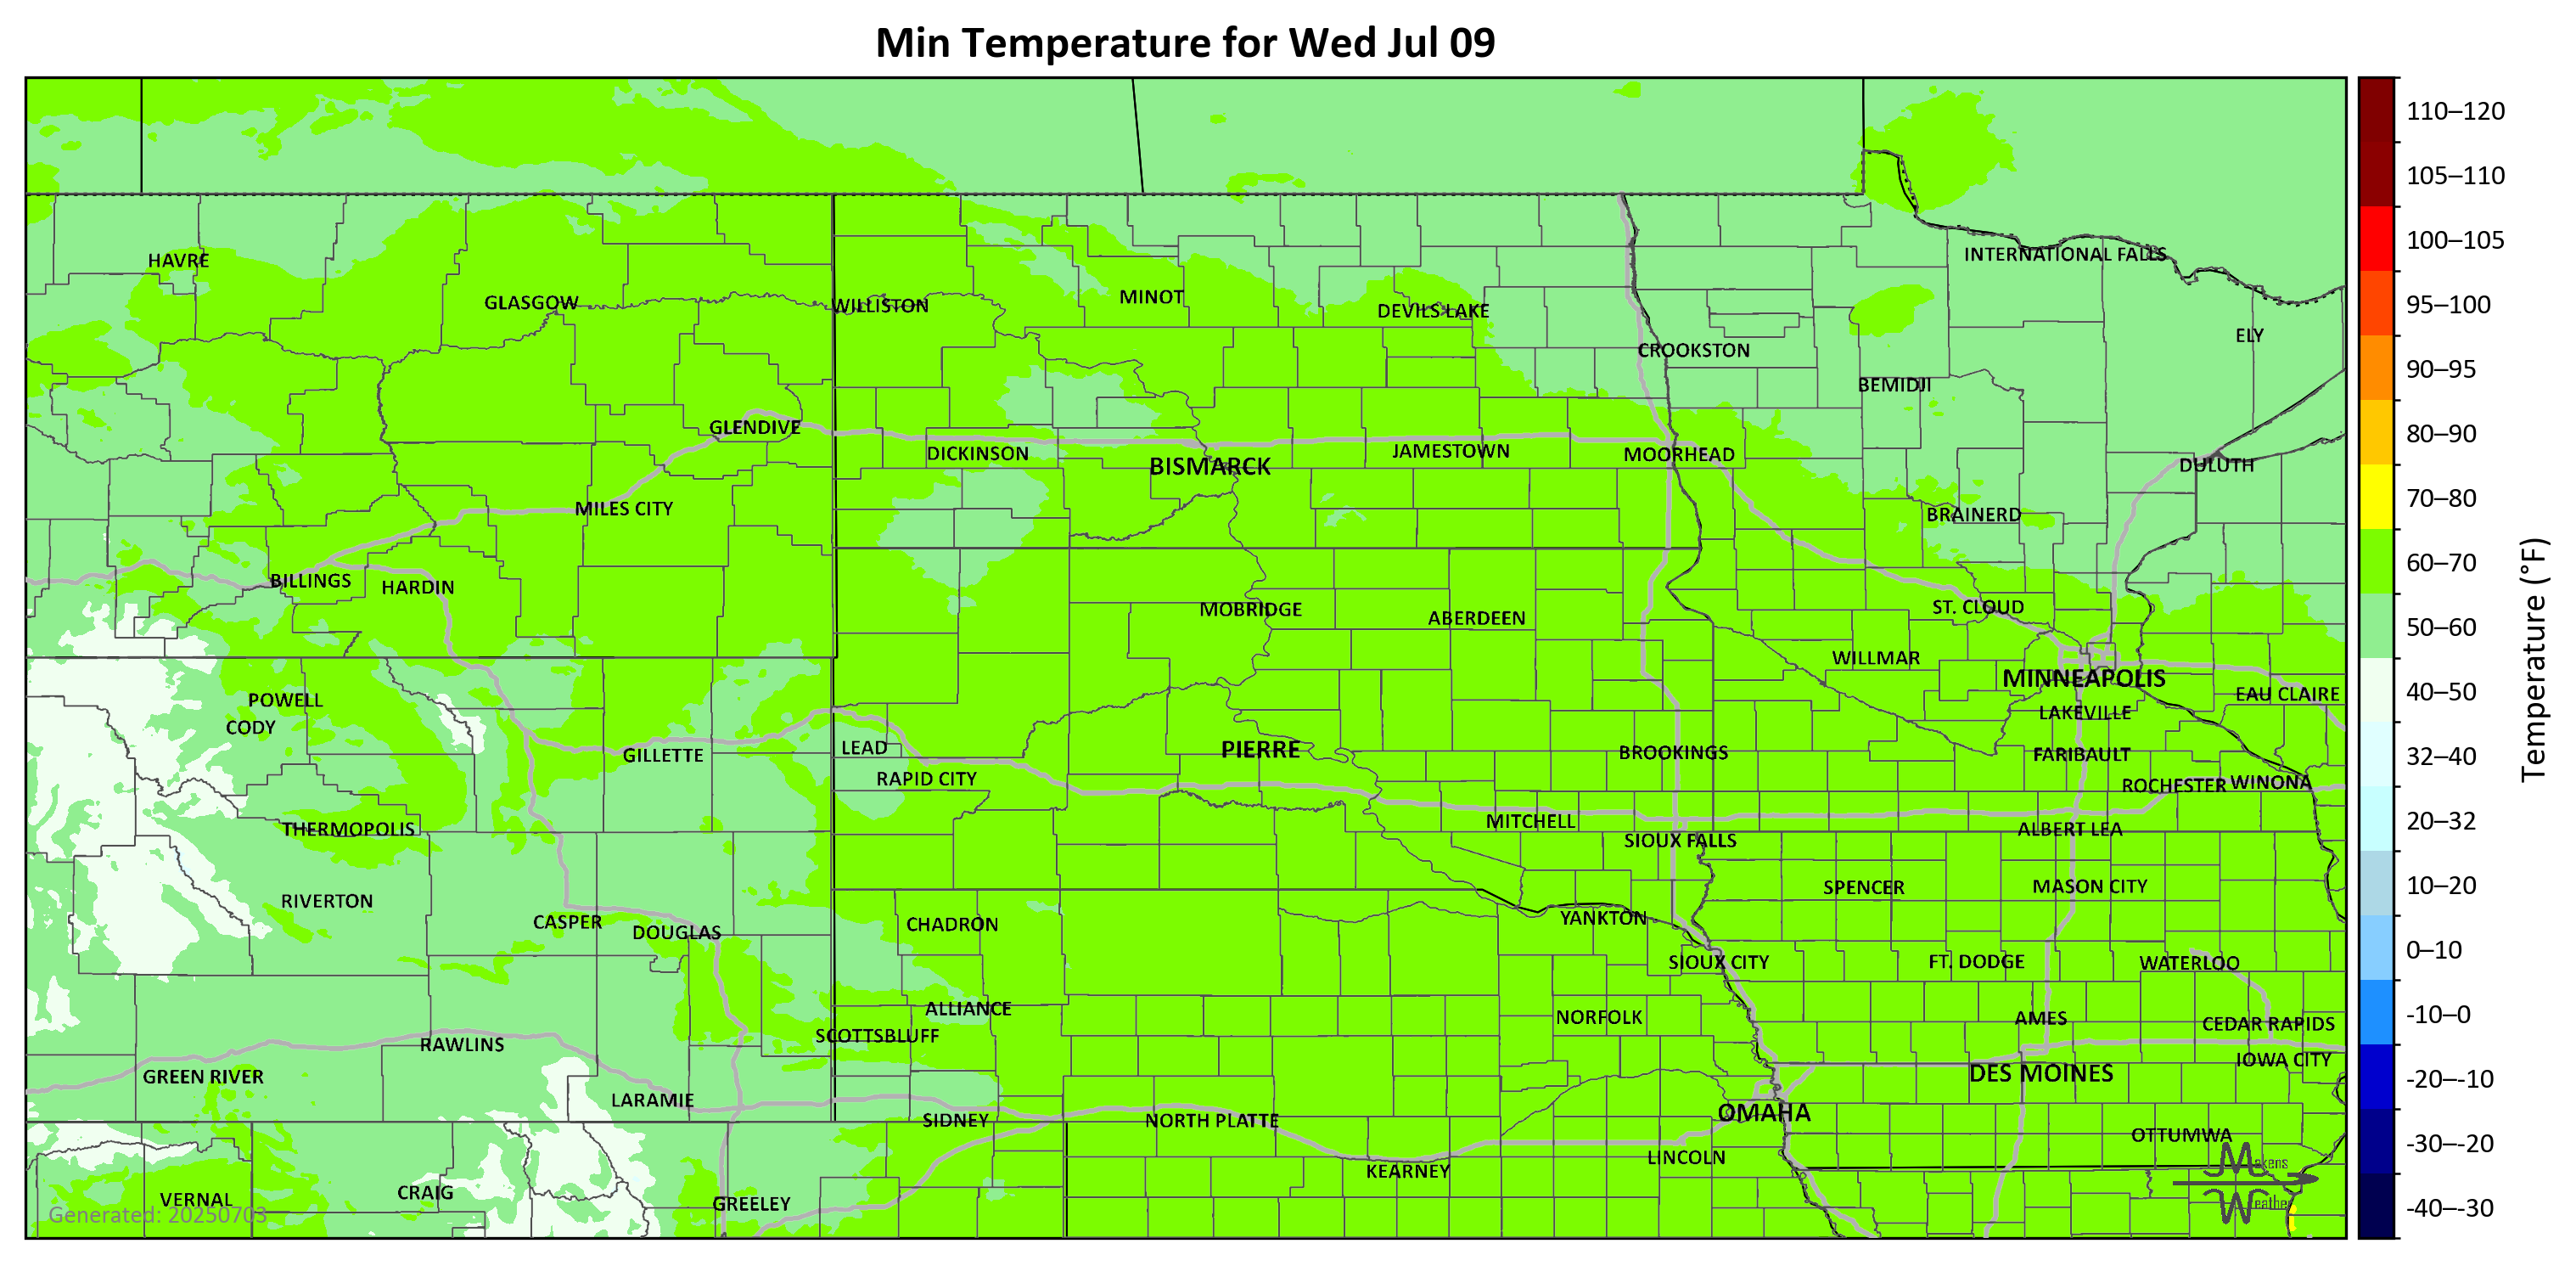 Min Temperature for Wed Jul 09
110–120
105–110
100–105
95–100
90–95
80–90
70–80
60–70
50–60
40–50
32–40
20–32
10–20
0–10
-10–0
-20–-10
-30–-20
-40–-30
Temperature (°F)
HAVRE
GLASGOW
WILLISTON
MINOT
DEVILS LAKE
INTERNATIONAL FALLS
ELY
CROOKSTON
BEMIDJI
GLENDIVE
DICKINSON
BISMARCK
JAMESTOWN
MOORHEAD
DULUTH
MILES CITY
BRAINERD
BILLINGS
HARDIN
MOBRIDGE
ABERDEEN
ST. CLOUD
WILLMAR
MINNEAPOLIS
EAU CLAIRE
POWELL
CODY
LAKEVILLE
GILLETTE
LEAD
PIERRE
BROOKINGS
FARIBAULT
RAPID CITY
ROCHESTER
WINONA
THERMOPOLIS
MITCHELL
SIOUX FALLS
ALBERT LEA
RIVERTON
SPENCER
MASON CITY
CASPER
DOUGLAS
CHADRON
YANKTON
SIOUX CITY
FT. DODGE
WATERLOO
ALLIANCE
SCOTTSBLUFF
NORFOLK
AMES
CEDAR RAPIDS
RAWLINS
IOWA CITY
GREEN RIVER
DES MOINES
LARAMIE
SIDNEY
NORTH PLATTE
OMAHA
OTTUMWA
KEARNEY
LINCOLN
VERNAL
CRAIG
GREELEY
Makens
Weather
Generated: 20250703